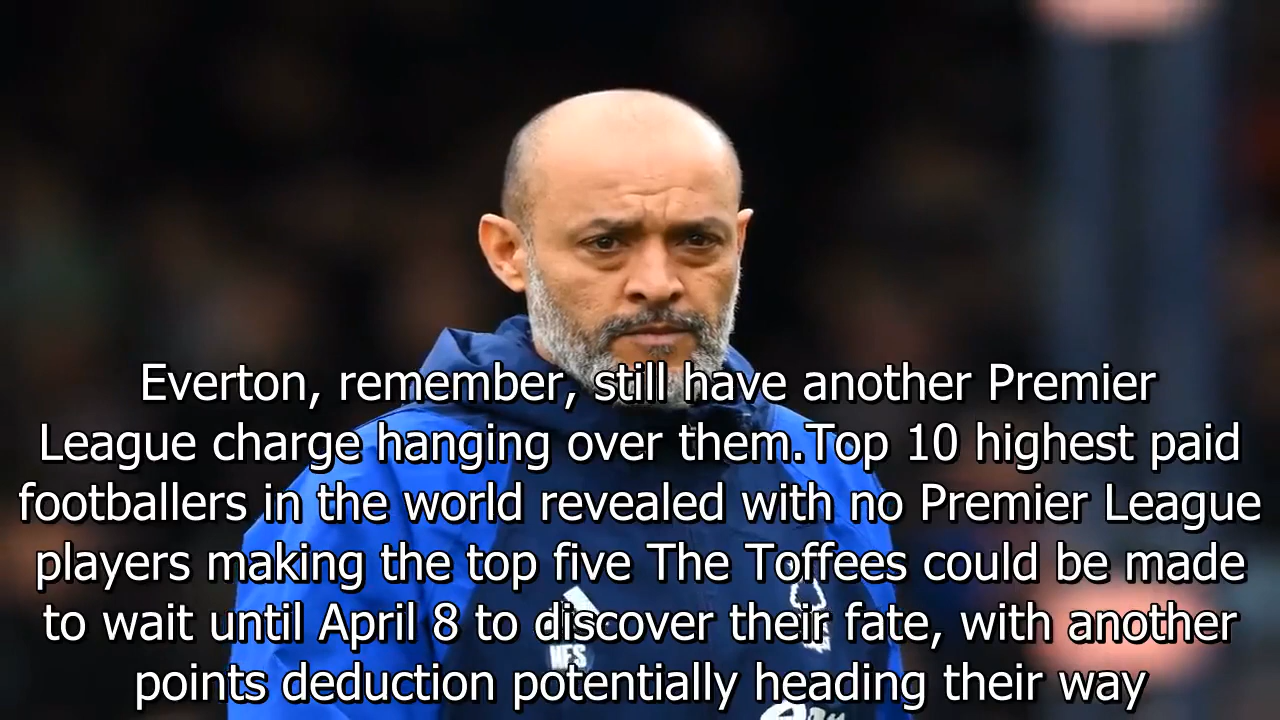 Everton, remember, still have another Premier
League charge hanging over them.Top 10 highest paid
footballers in the world revealed with no Premier League
players making the top five The Toffees could be made
to wait until April 8 to discover their fate, with another
points deduction potentially heading their way
NES